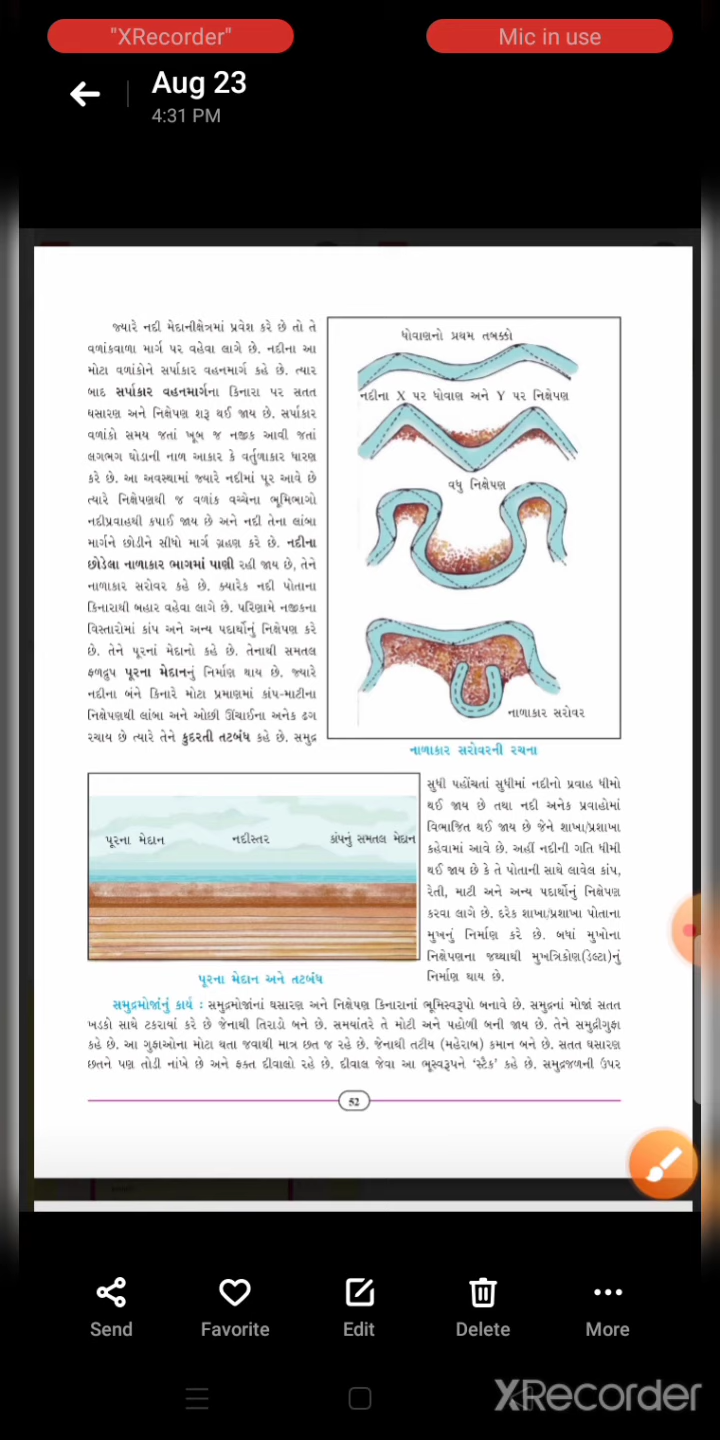 "XRecorder"
Mic in use
Aug 23
4:31 PM
જ્યારે નદી મેદાનીક્ષેત્રમાં પ્રવેશ કરે છે તો તે
વળાંકવાળા માર્ગ પર વહેવા લાગે છે. નદીના આ
મોટા વળાંકોને સર્પાકાર વહનમાર્ગ કહે છે. ત્યાર
બાદ સર્પાકાર વહનમાર્ગના કિનારા પર સતત
ઘસારણ અને નિક્ષેપણ શરૂ થઈ જાય છે. સર્પાકાર
વળાંકો સમય જતાં ખૂબ જ નજીક આવી જતાં
લગભગ ઘોડાની નાળ આકાર કે વર્તુળાકાર ધારણ
કરે છે. આ અવસ્થામાં જ્યારે નદીમાં પૂર આવે છે
ત્યારે નિક્ષેપણથી જ વળાંક વચ્ચેના ભૂમિભાગો
નદીપ્રવાહથી કપાઈ જાય છે અને નદી તેના લાંબા
માર્ગને છોડીને સીધો માર્ગ ગ્રહણ કરે છે. નદીના
છોડેલા નાળાકાર ભાગમાં પાણી રહી જાય છે, તેને
નાળાકાર સરોવર કહે છે. ક્યારેક નદી પોતાના
કિનારાથી બહાર વહેવા લાગે છે. પરિણામે નજીકના
વિસ્તારોમાં કાંપ અને અન્ય પદાર્થોનું નિક્ષેપણ કરે
છે. તેને પૂરનાં મેદાનો કહે છે. તેનાથી સમતલ
ફળદ્રુપ પૂરના મેદાનનું નિર્માણ થાય છે. જ્યારે
નદીના બંને કિનારે મોટા પ્રમાણમાં કાંપ-માટીના
નિક્ષેપણથી લાંબા અને ઓછી ઊંચાઈના અનેક ઢગ
રચાય છે ત્યારે તેને કુદરતી તટબંધ કહે છે. સમુદ્ર
ધોવાણનો પ્રથમ તબક્કો
નદીના X પર ધોવાણ અને Y પર નિક્ષેપણ
વધુ નિક્ષેપણ
નાળાકાર સરોવર
નાળાકાર સરોવરની રચના
પૂરના મેદાન
નદીસ્તર
કાંપનું સમતલ મેદાન
પૂરના મેદાન અને તટબંધ
સુધી પહોંચતાં સુધીમાં નદીનો પ્રવાહ ધીમો
થઈ જાય છે તથા નદી અનેક પ્રવાહોમાં
વિભાજિત થઈ જાય છે જેને શાખા/પ્રશાખા
કહેવામાં આવે છે. અહીં નદીની ગતિ ધીમી
થઈ જાય છે કે તે પોતાની સાથે લાવેલ કાંપ,
રેતી, માટી અને અન્ય પદાર્થોનું નિક્ષેપણ
કરવા લાગે છે. દરેક શાખા/પ્રશાખા પોતાના
મુખનું નિર્માણ કરે છે. બધાં મુખોના
નિક્ષેપણના જથ્થાથી મુખત્રિકોણ(ડેલ્ટા)નું
નિર્માણ થાય છે.
સમુદ્રમોજાંનું કાર્ય : સમુદ્રમોજાંનાં ઘસારણ અને નિક્ષેપણ કિનારાનાં ભૂમિસ્વરૂપો બનાવે છે. સમુદ્રનાં મોજાં સતત
ખડકો સાથે ટકરાયાં કરે છે જેનાથી તિરાડો બને છે. સમયાંતરે તે મોટી અને પહોળી બની જાય છે. તેને સમુદ્રીગુફા
કહે છે. આ ગુફાઓના મોટા થતા જવાથી માત્ર છત જ રહે છે. જેનાથી તટીય (મહેરાબ) કમાન બને છે. સતત ઘસારણ
છતને પણ તોડી નાંખે છે અને ફક્ત દીવાલો રહે છે. દીવાલ જેવા આ ભૂસ્વરૂપને ‘સ્ટૅક’ કહે છે. સમુદ્રજળની ઉપર
52
Send
Favorite
Edit
Delete
More
XRecorder